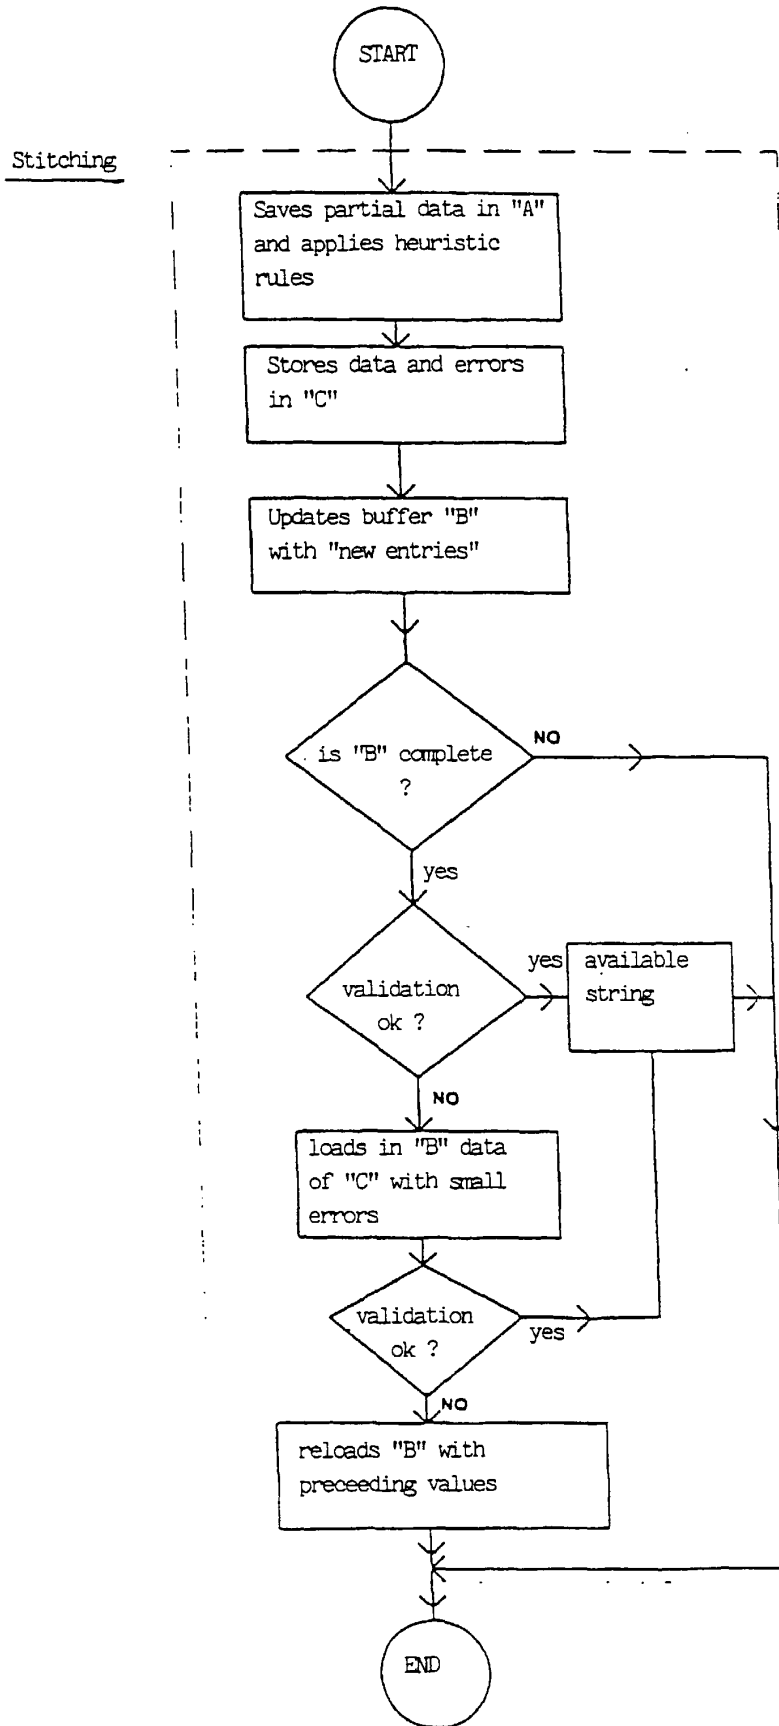 START
Stitching
Saves partial data in "A"
and applies heuristic
rules
Stores data and errors
in "C"
Updates buffer "B"
with "new entries"
is "B" complete
?
NO
yes
validation
ok ?
yes
available
string
NO
loads in "B" data
of "C" with small
errors
validation
ok ?
yes
NO
reloads "B" with
preceeding values
END